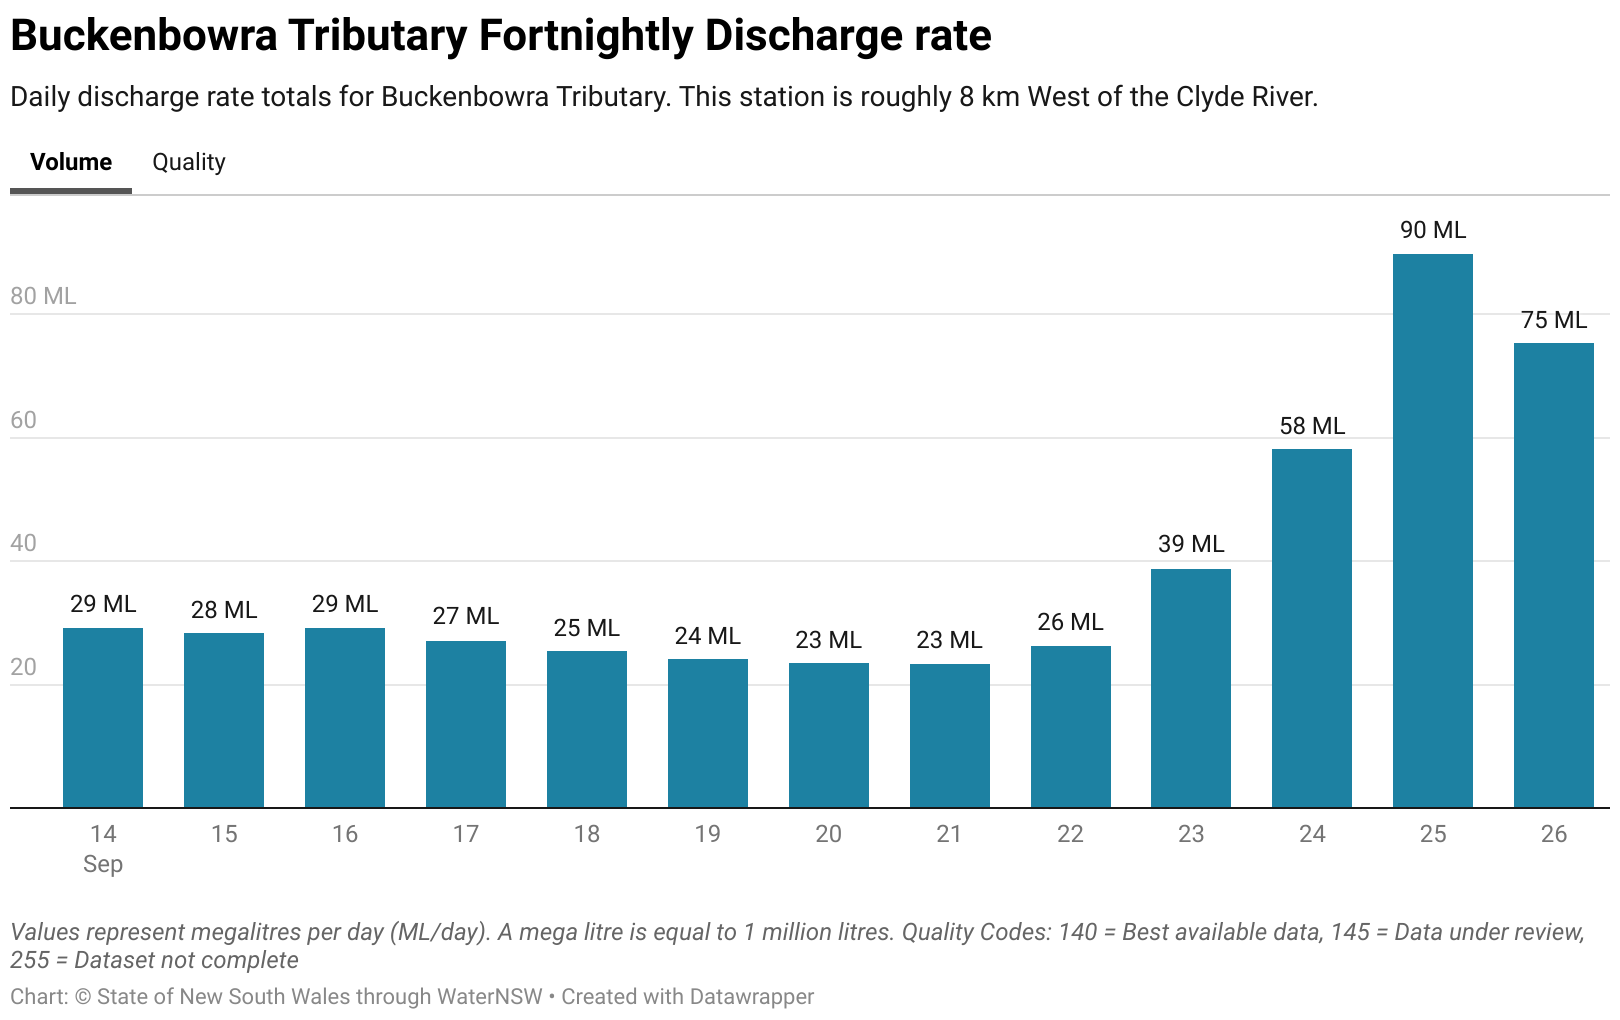 Buckenbowra Tributary Fortnightly Discharge rate
Daily discharge rate totals for Buckenbowra Tributary. This station is roughly 8 km West of the Clyde River.
Volume Quality
90 ML
80 ML
75 ML
60
58 ML
40
39 ML
29 ML 28 ML 29 ML 27 ML 25 ML 24 ML 23 ML 23 ML 26 ML
20
14 15 16 17 18 19 20 21 22 23 24 25 26
Sep
Values represent megalitres per day (ML/day). A mega litre is equal to 1 million litres. Quality Codes: 140 = Best available data, 145 = Data under review,
255 = Dataset not complete
Chart: © State of New South Wales through WaterNSW • Created with Datawrapper